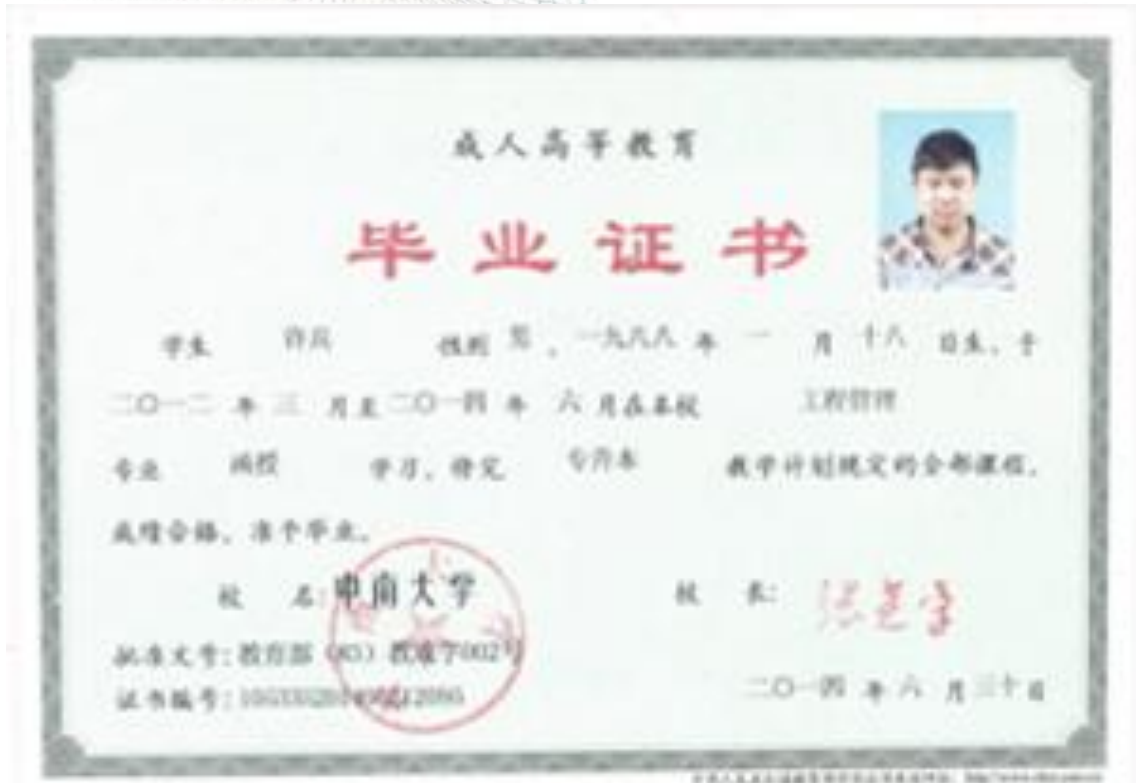 成人高等教育
毕业证书
学生 许兵 性别 男 , 一九八八 年 一 月 十八 日生, 于
二〇一二 年 三 月至 二〇一四 年 六 月在本校 工程管理
专业 函授 学习, 修完 专升本 教学计划规定的全部课程,
成绩合格, 准予毕业。
校 名: 中南大学 校 长:
批准文号: 教育部 (85) 教成字002号
证书编号:
二〇一四 年 六 月 三十 日